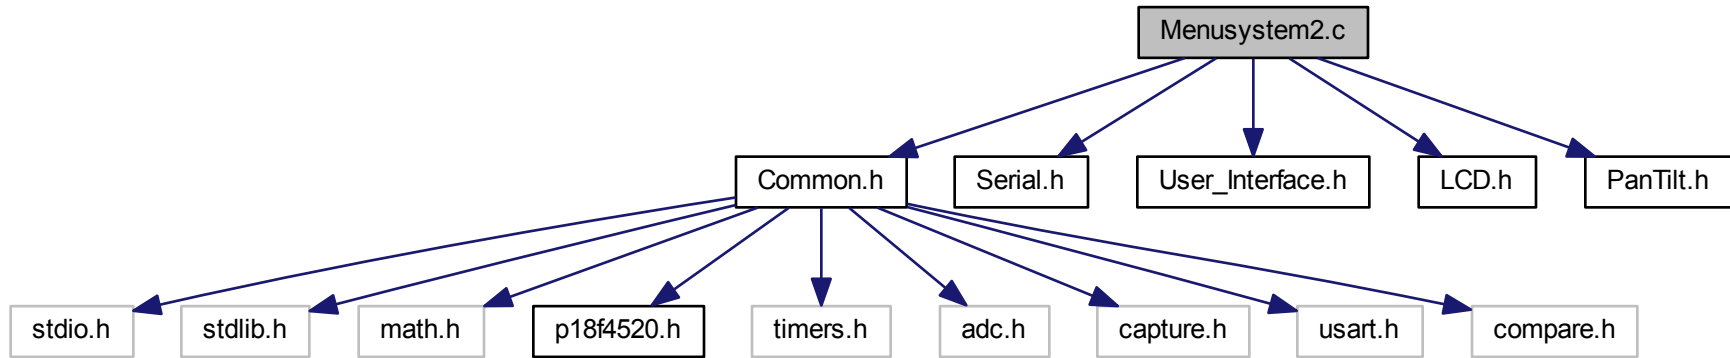 Menusystem2.c
Common.h
Serial.h
User_Interface.h
LCD.h
PanTilt.h
stdio.h
stdlib.h
math.h
p18f4520.h
timers.h
adc.h
capture.h
usart.h
compare.h